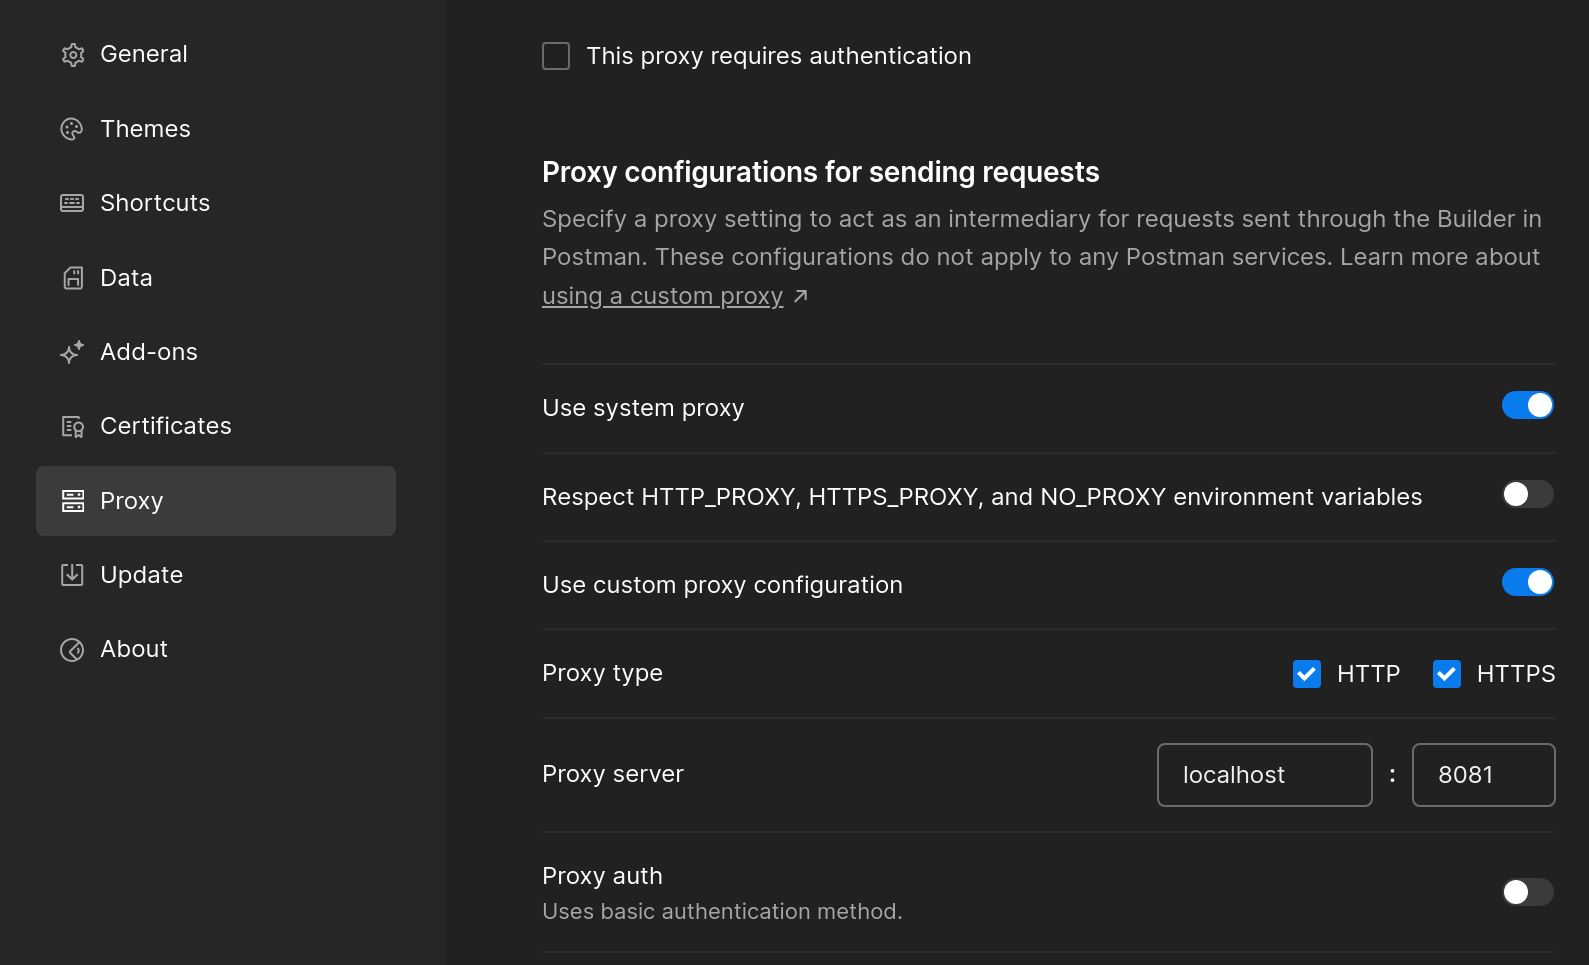 General
Themes
Shortcuts
Data
Add-ons
Certificates
Proxy
Update
About
This proxy requires authentication
Proxy configurations for sending requests
Specify a proxy setting to act as an intermediary for requests sent through the Builder in
Postman. These configurations do not apply to any Postman services. Learn more about
using a custom proxy ↗
Use system proxy
Respect HTTP_PROXY, HTTPS_PROXY, and NO_PROXY environment variables
Use custom proxy configuration
Proxy type HTTP HTTPS
Proxy server localhost : 8081
Proxy auth
Uses basic authentication method.